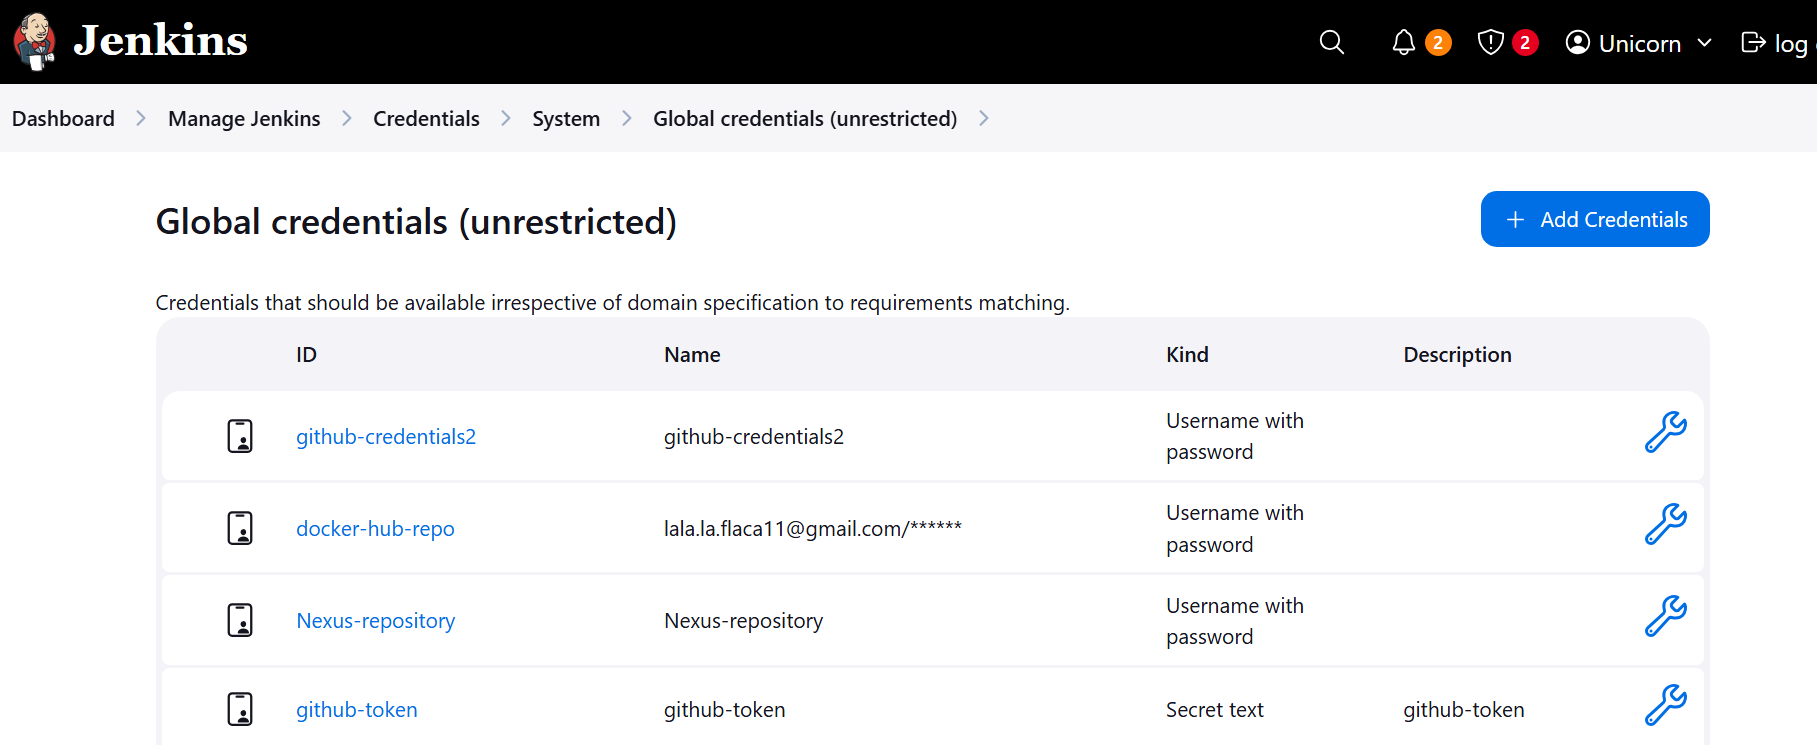 Jenkins
2
2
Unicorn
log
Dashboard
Manage Jenkins
Credentials
System
Global credentials (unrestricted)
Global credentials (unrestricted)
+ Add Credentials
Credentials that should be available irrespective of domain specification to requirements matching.
ID Name Kind Description
github-credentials2 github-credentials2 Username with
password
docker-hub-repo lala.la.flaca11@gmail.com/****** Username with
password
Nexus-repository Nexus-repository Username with
password
github-token github-token Secret text github-token